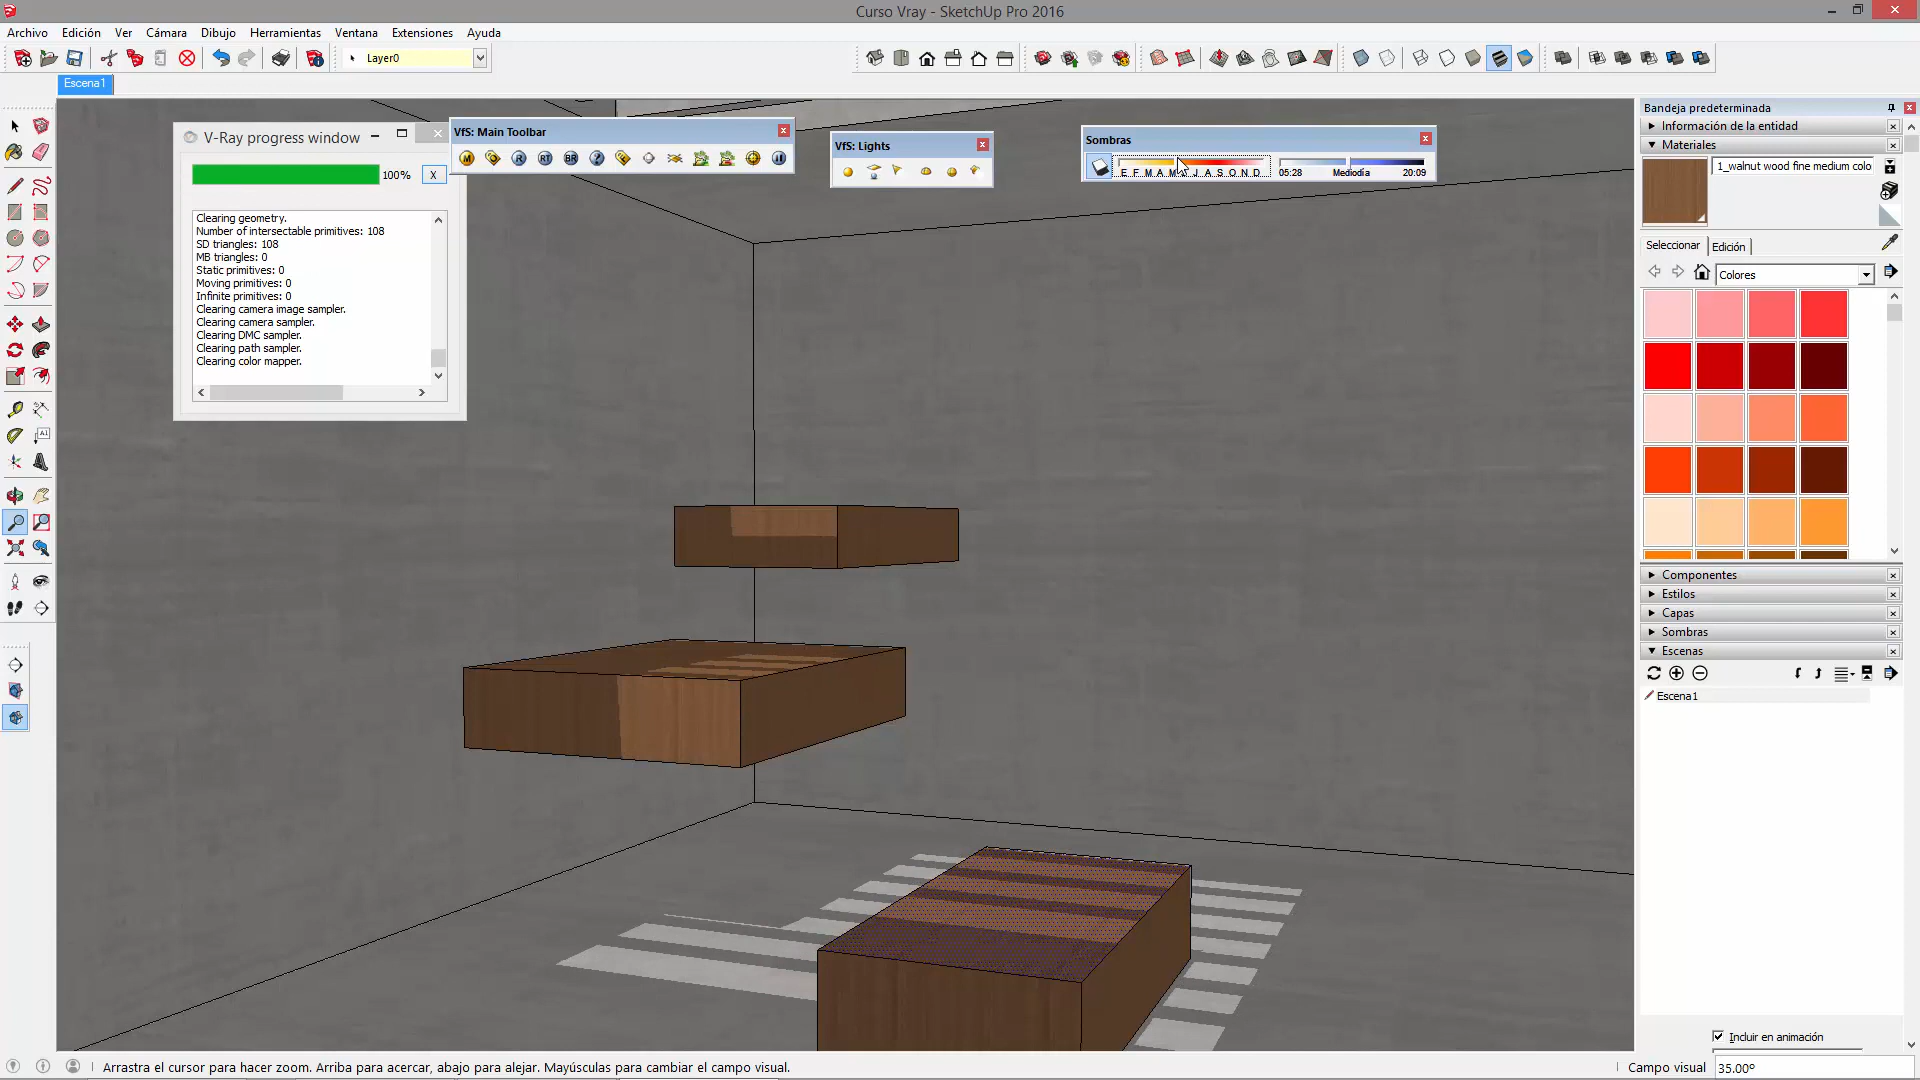 Curso Vray - SketchUp Pro 2016
Archivo Edición Ver Cámara Dibujo Herramientas Ventana Extensiones Ayuda
Layer0
Escena1
V-Ray progress window
100%
X
Clearing geometry.
Number of intersectable primitives: 108
SD triangles: 108
MB triangles: 0
Static primitives: 0
Moving primitives: 0
Infinite primitives: 0
Clearing camera image sampler.
Clearing camera sampler.
Clearing DMC sampler.
Clearing path sampler.
Clearing color mapper.
VfS: Main Toolbar
M R RT BR
VfS: Lights
Sombras
E F M A M J A S O N D
05:28 Mediodía 20:09
Bandeja predeterminada
Información de la entidad
Materiales
1_walnut wood fine medium colo
Seleccionar Edición
Colores
Componentes
Estilos
Capas
Sombras
Escenas
Escena1
Incluir en animación
A1
Arrastra el cursor para hacer zoom. Arriba para acercar, abajo para alejar. Mayúsculas para cambiar el campo visual.
Campo visual 35.00º